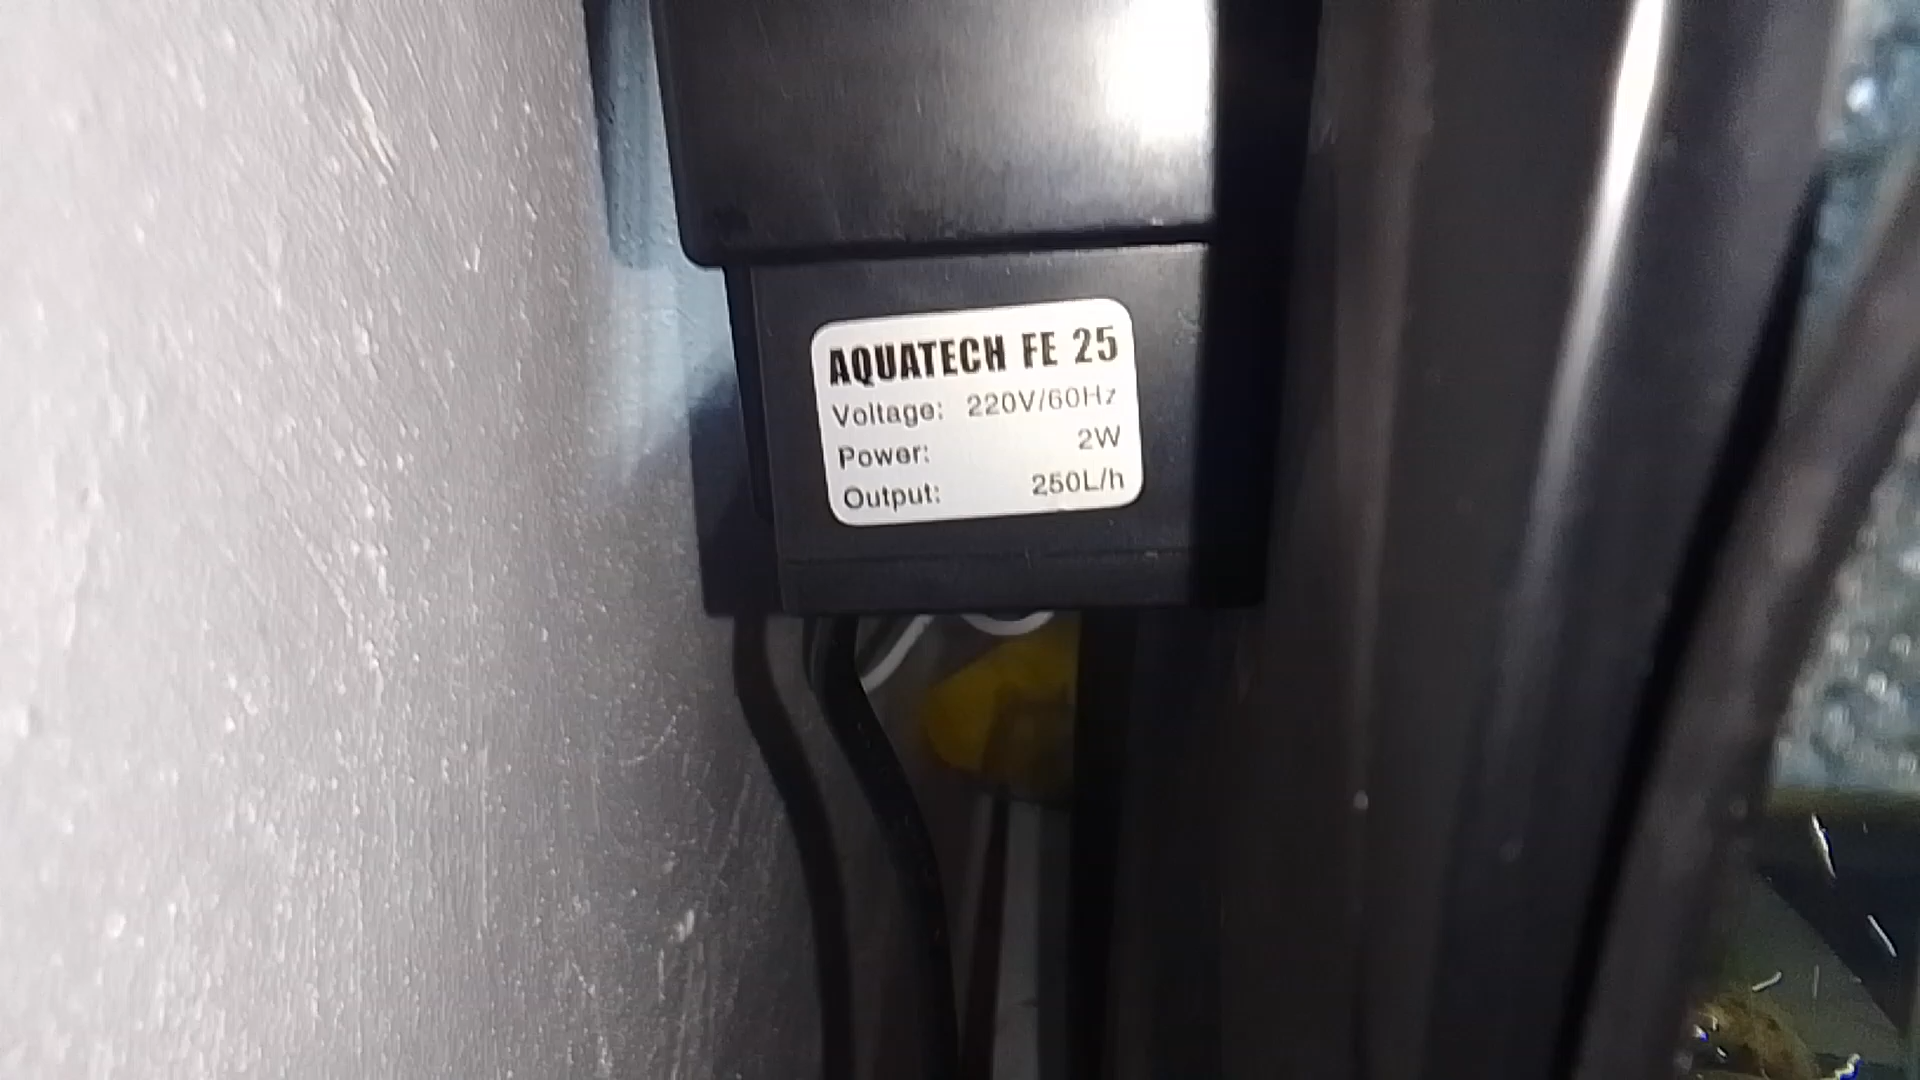 AQUATECH FE 25
Voltage: 220V/60Hz
Power: 2W
Output: 250L/h